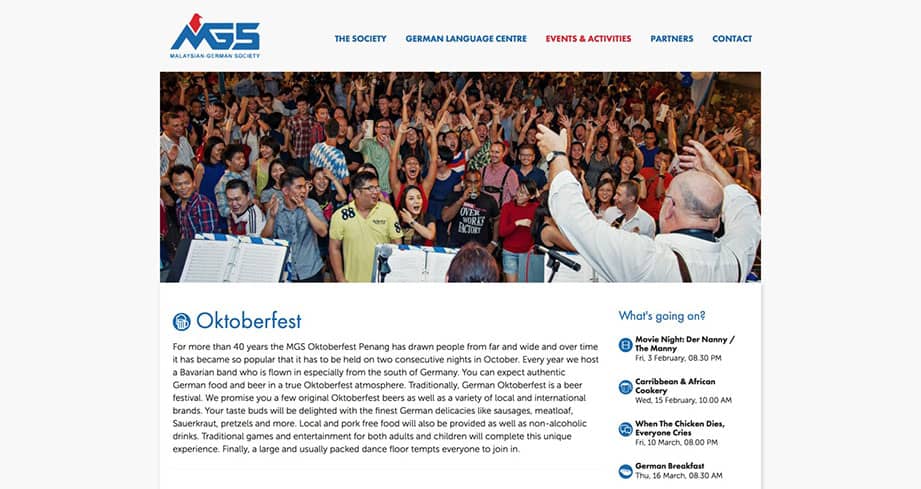 MGS
MALAYSIAN-GERMAN SOCIETY
THE SOCIETY GERMAN LANGUAGE CENTRE EVENTS & ACTIVITIES PARTNERS CONTACT
88
OVER
WORKS
FACTORY
Oktoberfest
For more than 40 years the MGS Oktoberfest Penang has drawn people from far and wide and over time
it has became so popular that it has to be held on two consecutive nights in October. Every year we host
a Bavarian band who is flown in especially from the south of Germany. You can expect authentic
German food and beer in a true Oktoberfest atmosphere. Traditionally, German Oktoberfest is a beer
festival. We promise you a few original Oktoberfest beers as well as a variety of local and international
brands. Your taste buds will be delighted with the finest German delicacies like sausages, meatloaf,
Sauerkraut, pretzels and more. Local and pork free food will also be provided as well as non-alcoholic
drinks. Traditional games and entertainment for both adults and children will complete this unique
experience. Finally, a large and usually packed dance floor tempts everyone to join in.
What's going on?
Movie Night: Der Nanny /
The Manny
Fri, 3 February, 08.30 PM
Carribbean & African
Cookery
Wed, 15 February, 10.00 AM
When The Chicken Dies,
Everyone Cries
Fri, 10 March, 08.00 PM
German Breakfast
Thu, 16 March, 08.30 AM